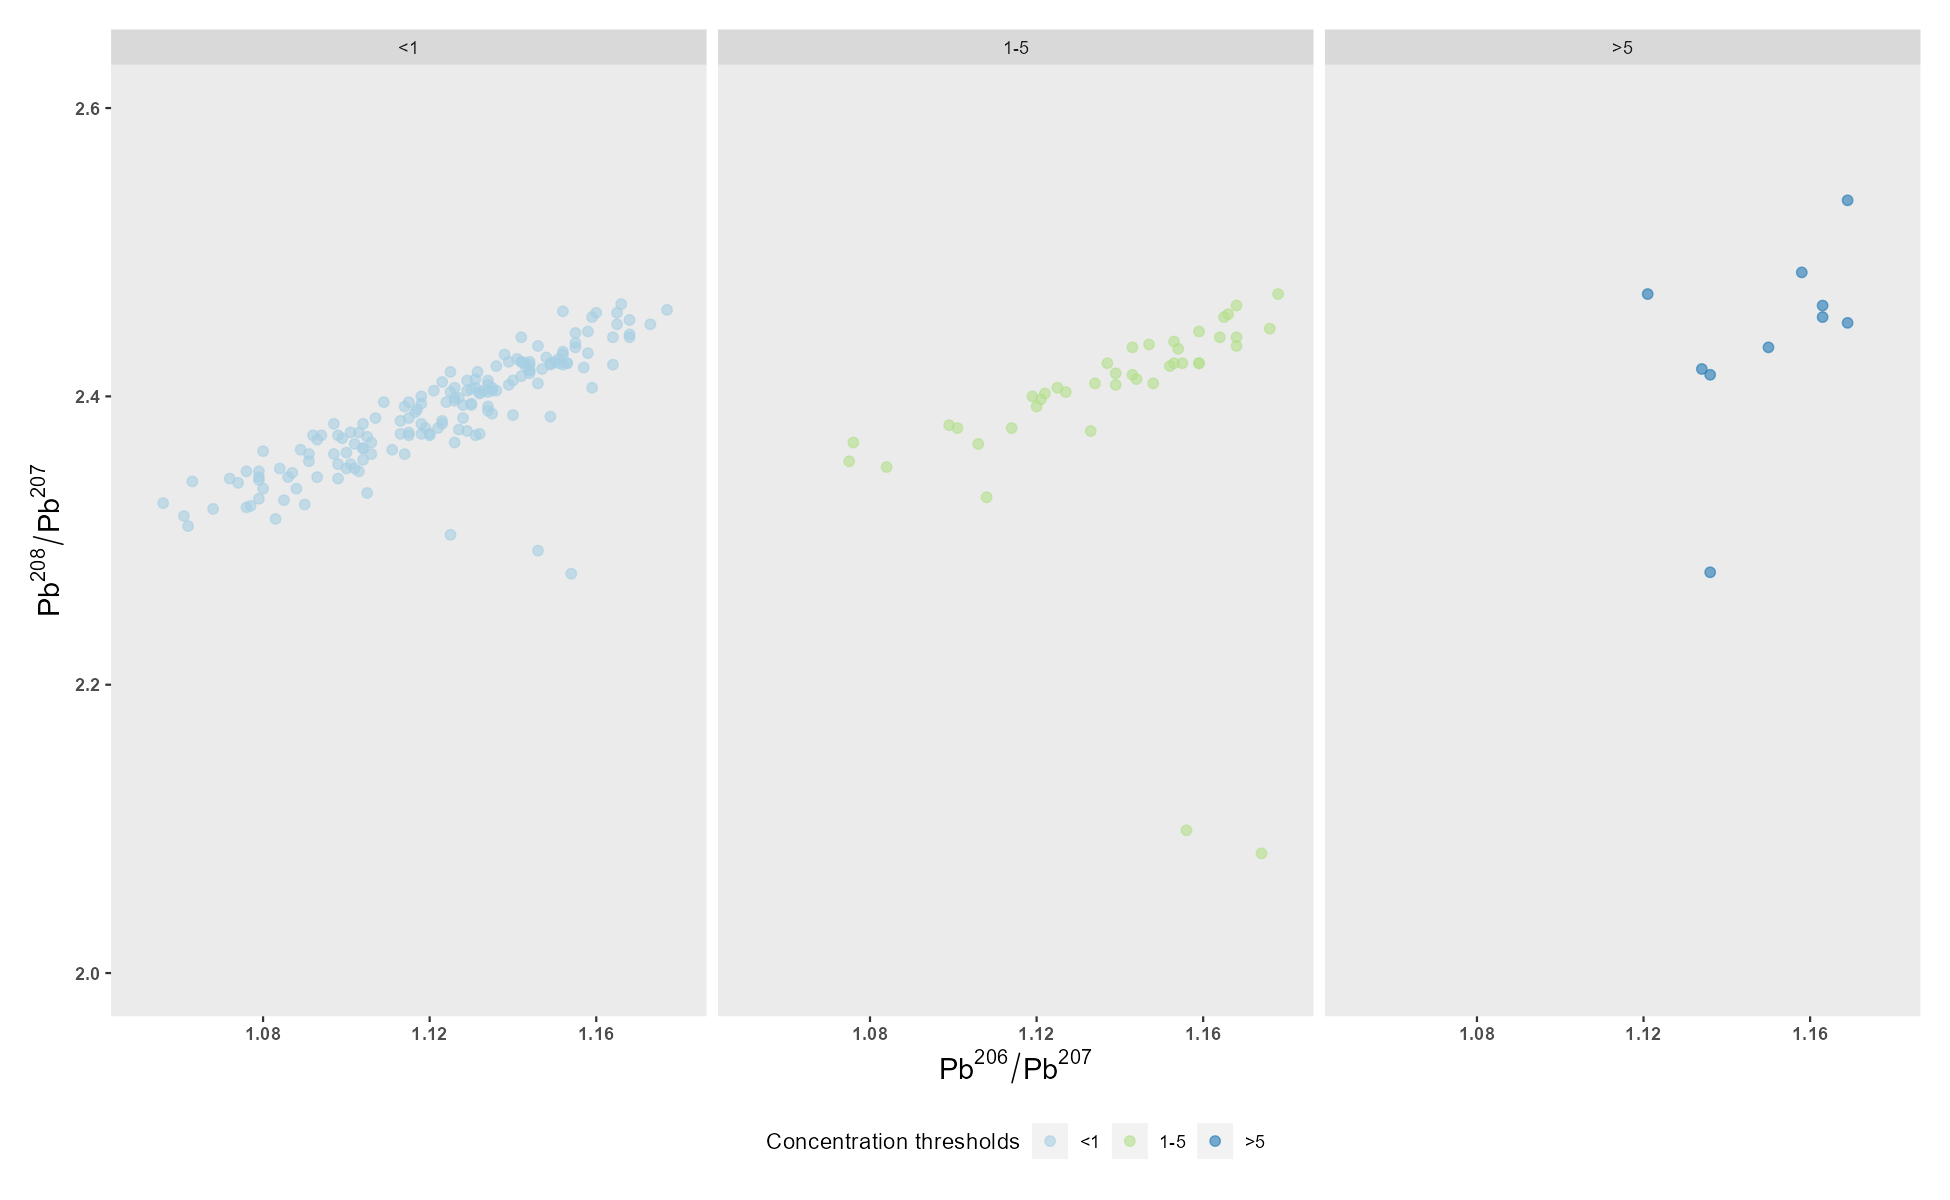 <1 1-5 >5
2.6
2.4
2.2
2.0
Pb208/Pb207
1.08 1.12 1.16 1.08 1.12 1.16 1.08 1.12 1.16
Pb206/Pb207
Concentration thresholds <1 1-5 >5